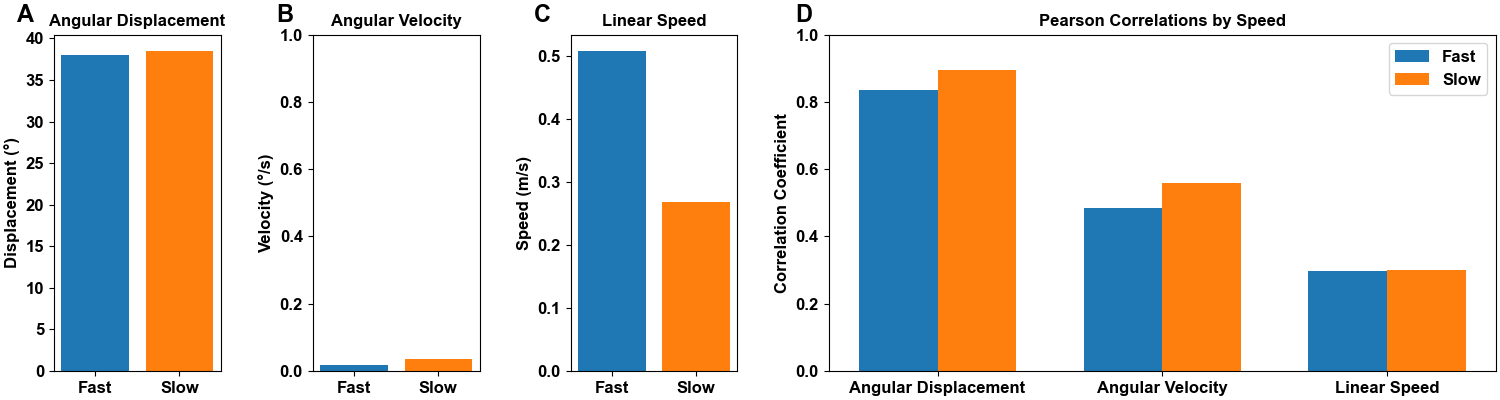 A
Angular Displacement
Displacement (°)
40
35
30
25
20
15
10
5
0
Fast Slow
B
Angular Velocity
Velocity (°/s)
1.0
0.8
0.6
0.4
0.2
0.0
Fast Slow
C
Linear Speed
Speed (m/s)
0.5
0.4
0.3
0.2
0.1
0.0
Fast Slow
D
Pearson Correlations by Speed
Correlation Coefficient
1.0
0.8
0.6
0.4
0.2
0.0
Fast
Slow
Angular Displacement Angular Velocity Linear Speed